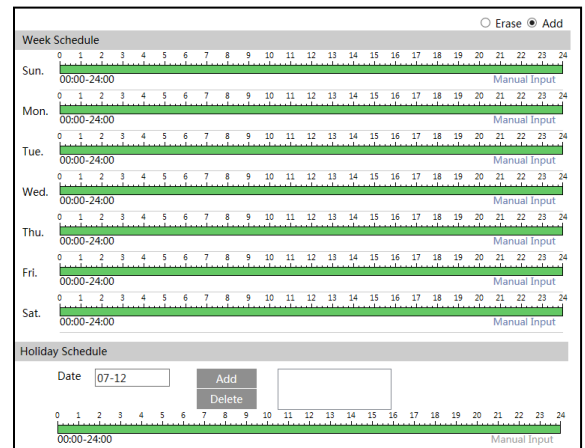 Erase Add
Week Schedule
0 1 2 3 4 5 6 7 8 9 10 11 12 13 14 15 16 17 18 19 20 21 22 23 24
Sun.
00:00-24:00 Manual Input
0 1 2 3 4 5 6 7 8 9 10 11 12 13 14 15 16 17 18 19 20 21 22 23 24
Mon.
00:00-24:00 Manual Input
0 1 2 3 4 5 6 7 8 9 10 11 12 13 14 15 16 17 18 19 20 21 22 23 24
Tue.
00:00-24:00 Manual Input
0 1 2 3 4 5 6 7 8 9 10 11 12 13 14 15 16 17 18 19 20 21 22 23 24
Wed.
00:00-24:00 Manual Input
0 1 2 3 4 5 6 7 8 9 10 11 12 13 14 15 16 17 18 19 20 21 22 23 24
Thu.
00:00-24:00 Manual Input
0 1 2 3 4 5 6 7 8 9 10 11 12 13 14 15 16 17 18 19 20 21 22 23 24
Fri.
00:00-24:00 Manual Input
0 1 2 3 4 5 6 7 8 9 10 11 12 13 14 15 16 17 18 19 20 21 22 23 24
Sat.
00:00-24:00 Manual Input
Holiday Schedule
Date 07-12 Add
Delete
0 1 2 3 4 5 6 7 8 9 10 11 12 13 14 15 16 17 18 19 20 21 22 23 24
00:00-24:00 Manual Input